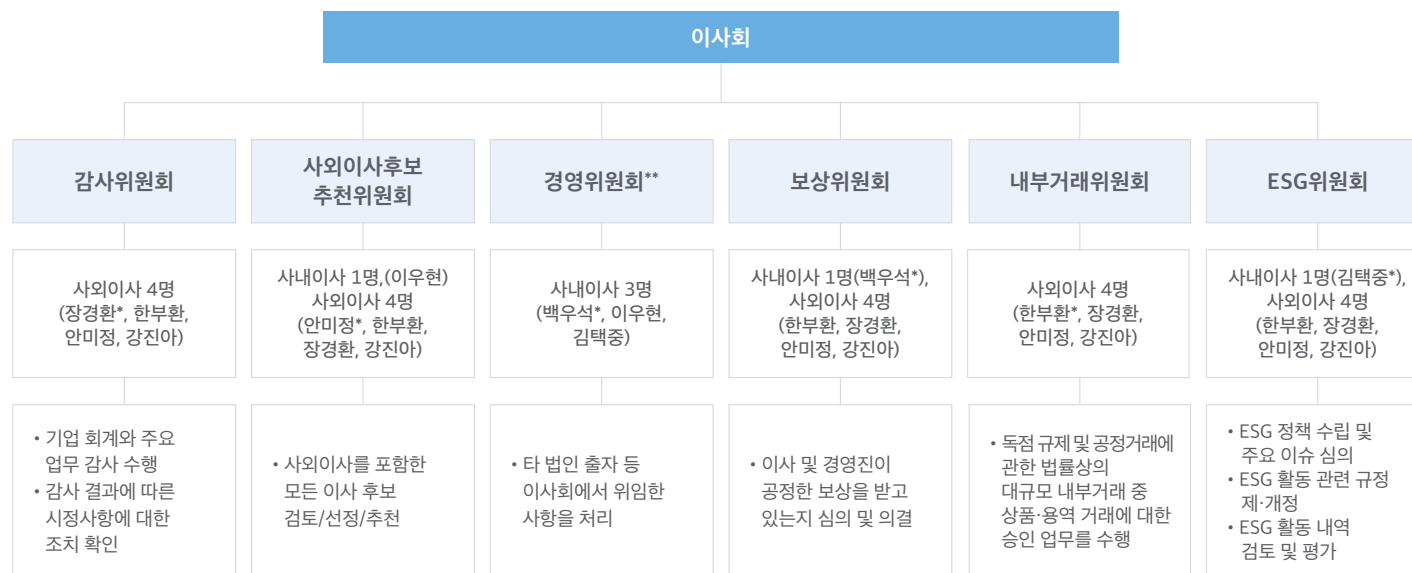 이사회
감사위원회
사외이사후보
추천위원회
경영위원회**
보상위원회
내부거래위원회
ESG위원회
사외이사 4명
(장경환*, 한부환,
안미정, 강진아)
사내이사 1명,(이우현)
사외이사 4명
(안미정*, 한부환,
장경환, 강진아)
사내이사 3명
(백우석*, 이우현,
김택중)
사내이사 1명(백우석*),
사외이사 4명
(한부환, 장경환,
안미정, 강진아)
사외이사 4명
(한부환*, 장경환,
안미정, 강진아)
사내이사 1명(김택중*),
사외이사 4명
(한부환, 장경환,
안미정, 강진아)
• 기업 회계와 주요
업무 감사 수행
• 감사 결과에 따른
시정사항에 대한
조치 확인
• 사외이사를 포함한
모든 이사 후보
검토/선정/추천
• 타 법인 출자 등
이사회에서 위임한
사항을 처리
• 이사 및 경영진이
공정한 보상을 받고
있는지 심의 및 의결
• 독점 규제 및 공정거래에
관한 법률상의
대규모 내부거래 중
상품·용역 거래에 대한
승인 업무를 수행
• ESG 정책 수립 및
주요 이슈 심의
• ESG 활동 관련 규정
제·개정
• ESG 활동 내역
검토 및 평가